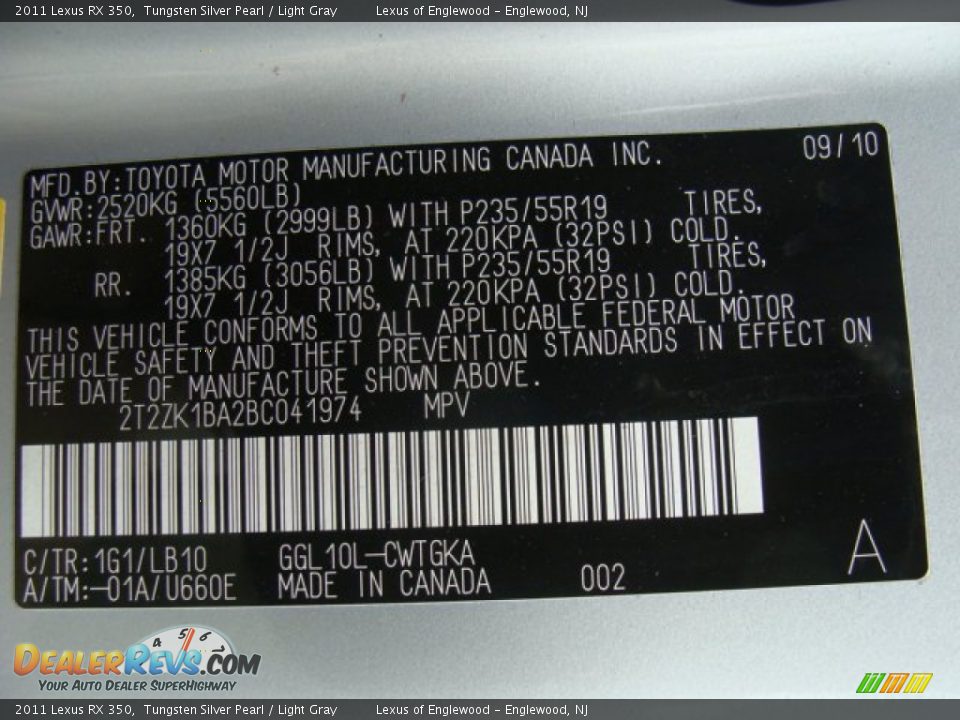 2011 Lexus RX 350, Tungsten Silver Pearl / Light Gray Lexus of Englewood - Englewood, NJ
MFD.BY:TOYOTA MOTOR MANUFACTURING CANADA INC. 09/10
GVWR:2520KG (5560LB)
GAWR:FRT. 1360KG (2999LB) WITH P235/55R19 TIRES,
19X7 1/2J RIMS, AT 220KPA (32PSI) COLD.
RR. 1385KG (3056LB) WITH P235/55R19 TIRES,
19X7 1/2J RIMS, AT 220KPA (32PSI) COLD.
THIS VEHICLE CONFORMS TO ALL APPLICABLE FEDERAL MOTOR
VEHICLE SAFETY AND THEFT PREVENTION STANDARDS IN EFFECT ON
THE DATE OF MANUFACTURE SHOWN ABOVE.
2T2ZK1BA2BC041974 MPV
C/TR:1G1/LB10 GGL10L-CWTGKA
A/TM:-01A/U660E MADE IN CANADA 002 A
4 5 6 7
DEALERREVS.COM
YOUR AUTO DEALER SUPERHIGHWAY
2011 Lexus RX 350, Tungsten Silver Pearl / Light Gray Lexus of Englewood - Englewood, NJ